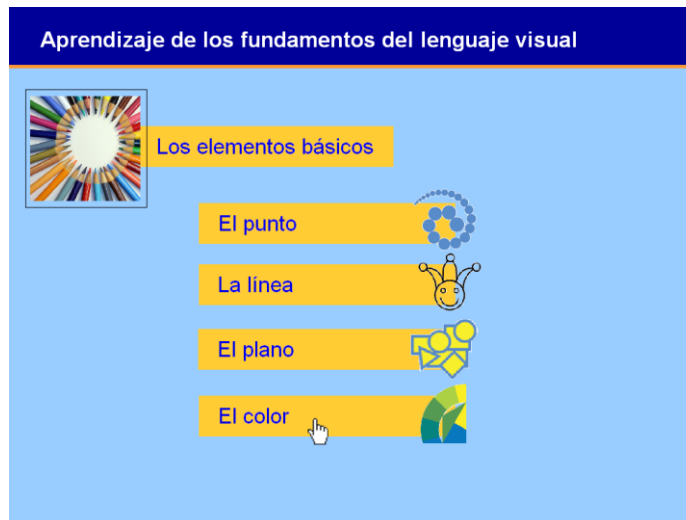 Aprendizaje de los fundamentos del lenguaje visual
Los elementos básicos
El punto
La línea
El plano
El color